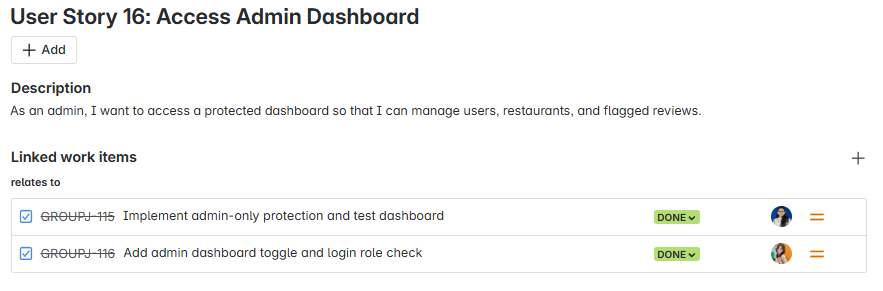 User Story 16: Access Admin Dashboard
Add
Description
As an admin, I want to access a protected dashboard so that I can manage users, restaurants, and flagged reviews.
Linked work items
relates to
GROUPJ-115 Implement admin-only protection and test dashboard DONE
GROUPJ-116 Add admin dashboard toggle and login role check DONE